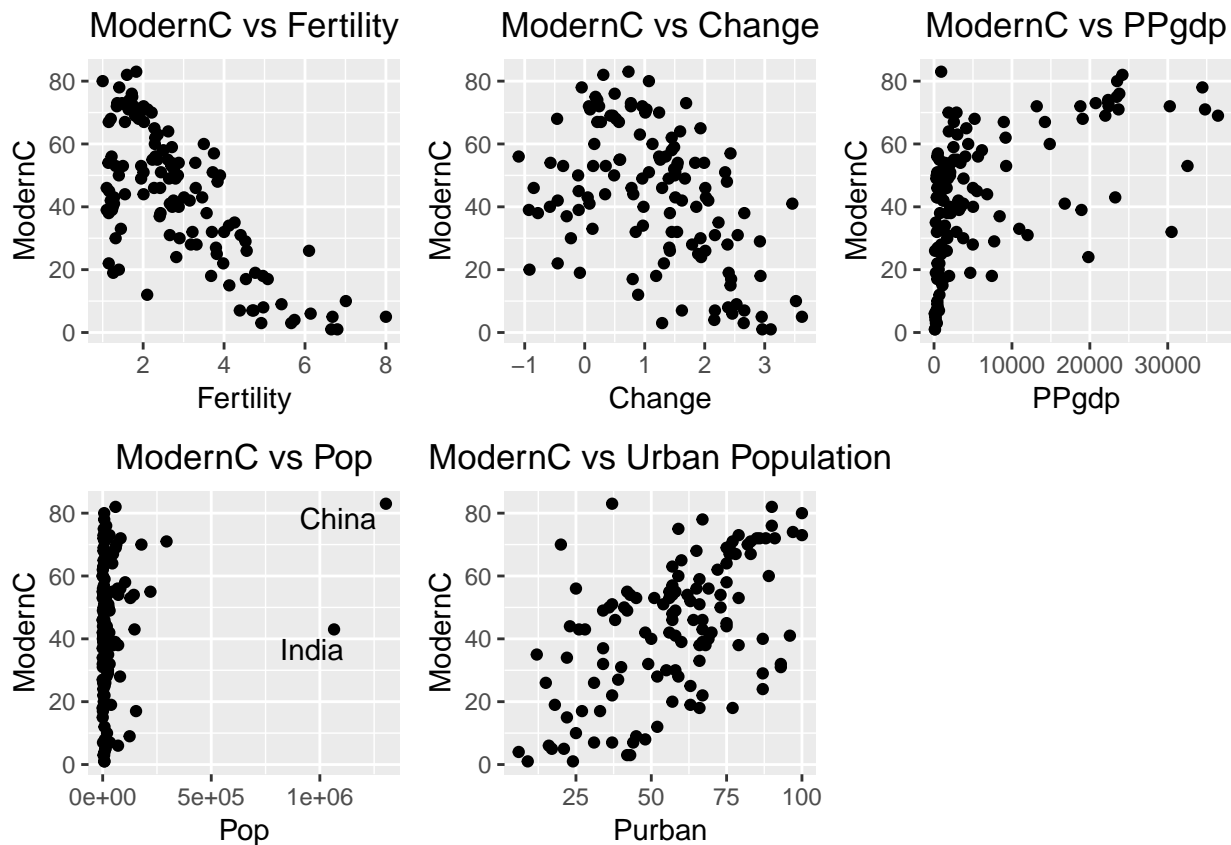 ModernC vs Fertility
ModernC
80
60
40
20
0
2
4
6
8
Fertility
ModernC vs Change
ModernC
80
60
40
20
0
−1
0
1
2
3
Change
ModernC vs PPgdp
ModernC
80
60
40
20
0
0
10000
20000
30000
PPgdp
ModernC vs Pop
ModernC
80
60
40
20
0
China
India
0e+00
5e+05
1e+06
Pop
ModernC vs Urban Population
ModernC
80
60
40
20
0
25
50
75
100
Purban